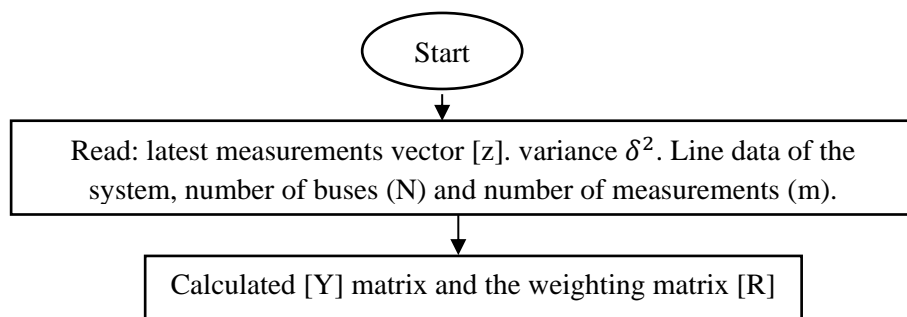 Start
Read: latest measurements vector [z]. variance 𝛿². Line data of the
system, number of buses (N) and number of measurements (m).
Calculated [Y] matrix and the weighting matrix [R]